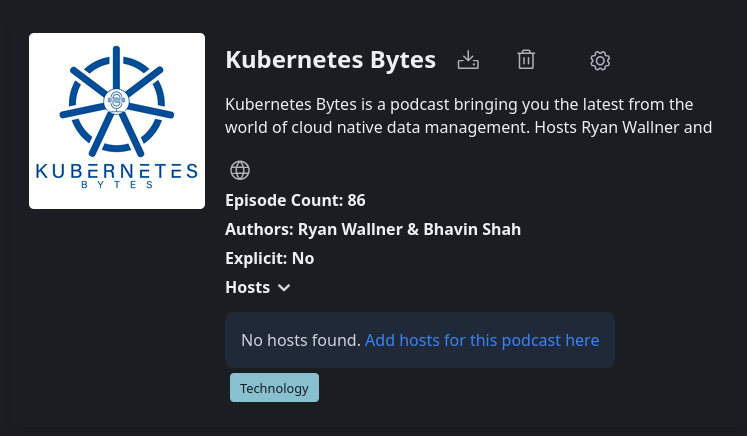 Kubernetes Bytes
Kubernetes Bytes is a podcast bringing you the latest from the
world of cloud native data management. Hosts Ryan Wallner and
KUBERNETES
BYTES
Episode Count: 86
Authors: Ryan Wallner & Bhavin Shah
Explicit: No
Hosts
No hosts found. Add hosts for this podcast here
Technology